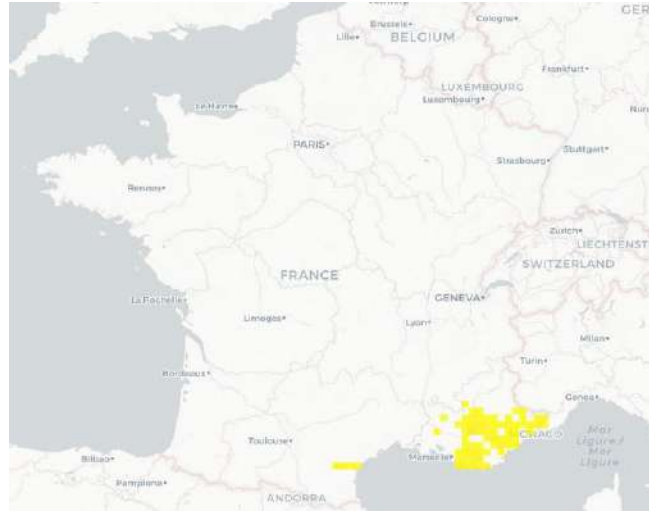 GER
Brussels
Cologne
Lille
BELGIUM
Frankfurt
LUXEMBOURG
Luxembourg
Le Havre
PARIS
Stuttgart
Strasbourg
Rennes
Zurich
LIECHTENST
SWITZERLAND
FRANCE
GENEVA
La Rochelle
Limoges
Lyon
Milan
Turin
Bordeaux
Genoa
Toulouse
Mar
Ligure /
Mar
Ligure
Marseille
Bilbao
Pamplona
ANDORRA